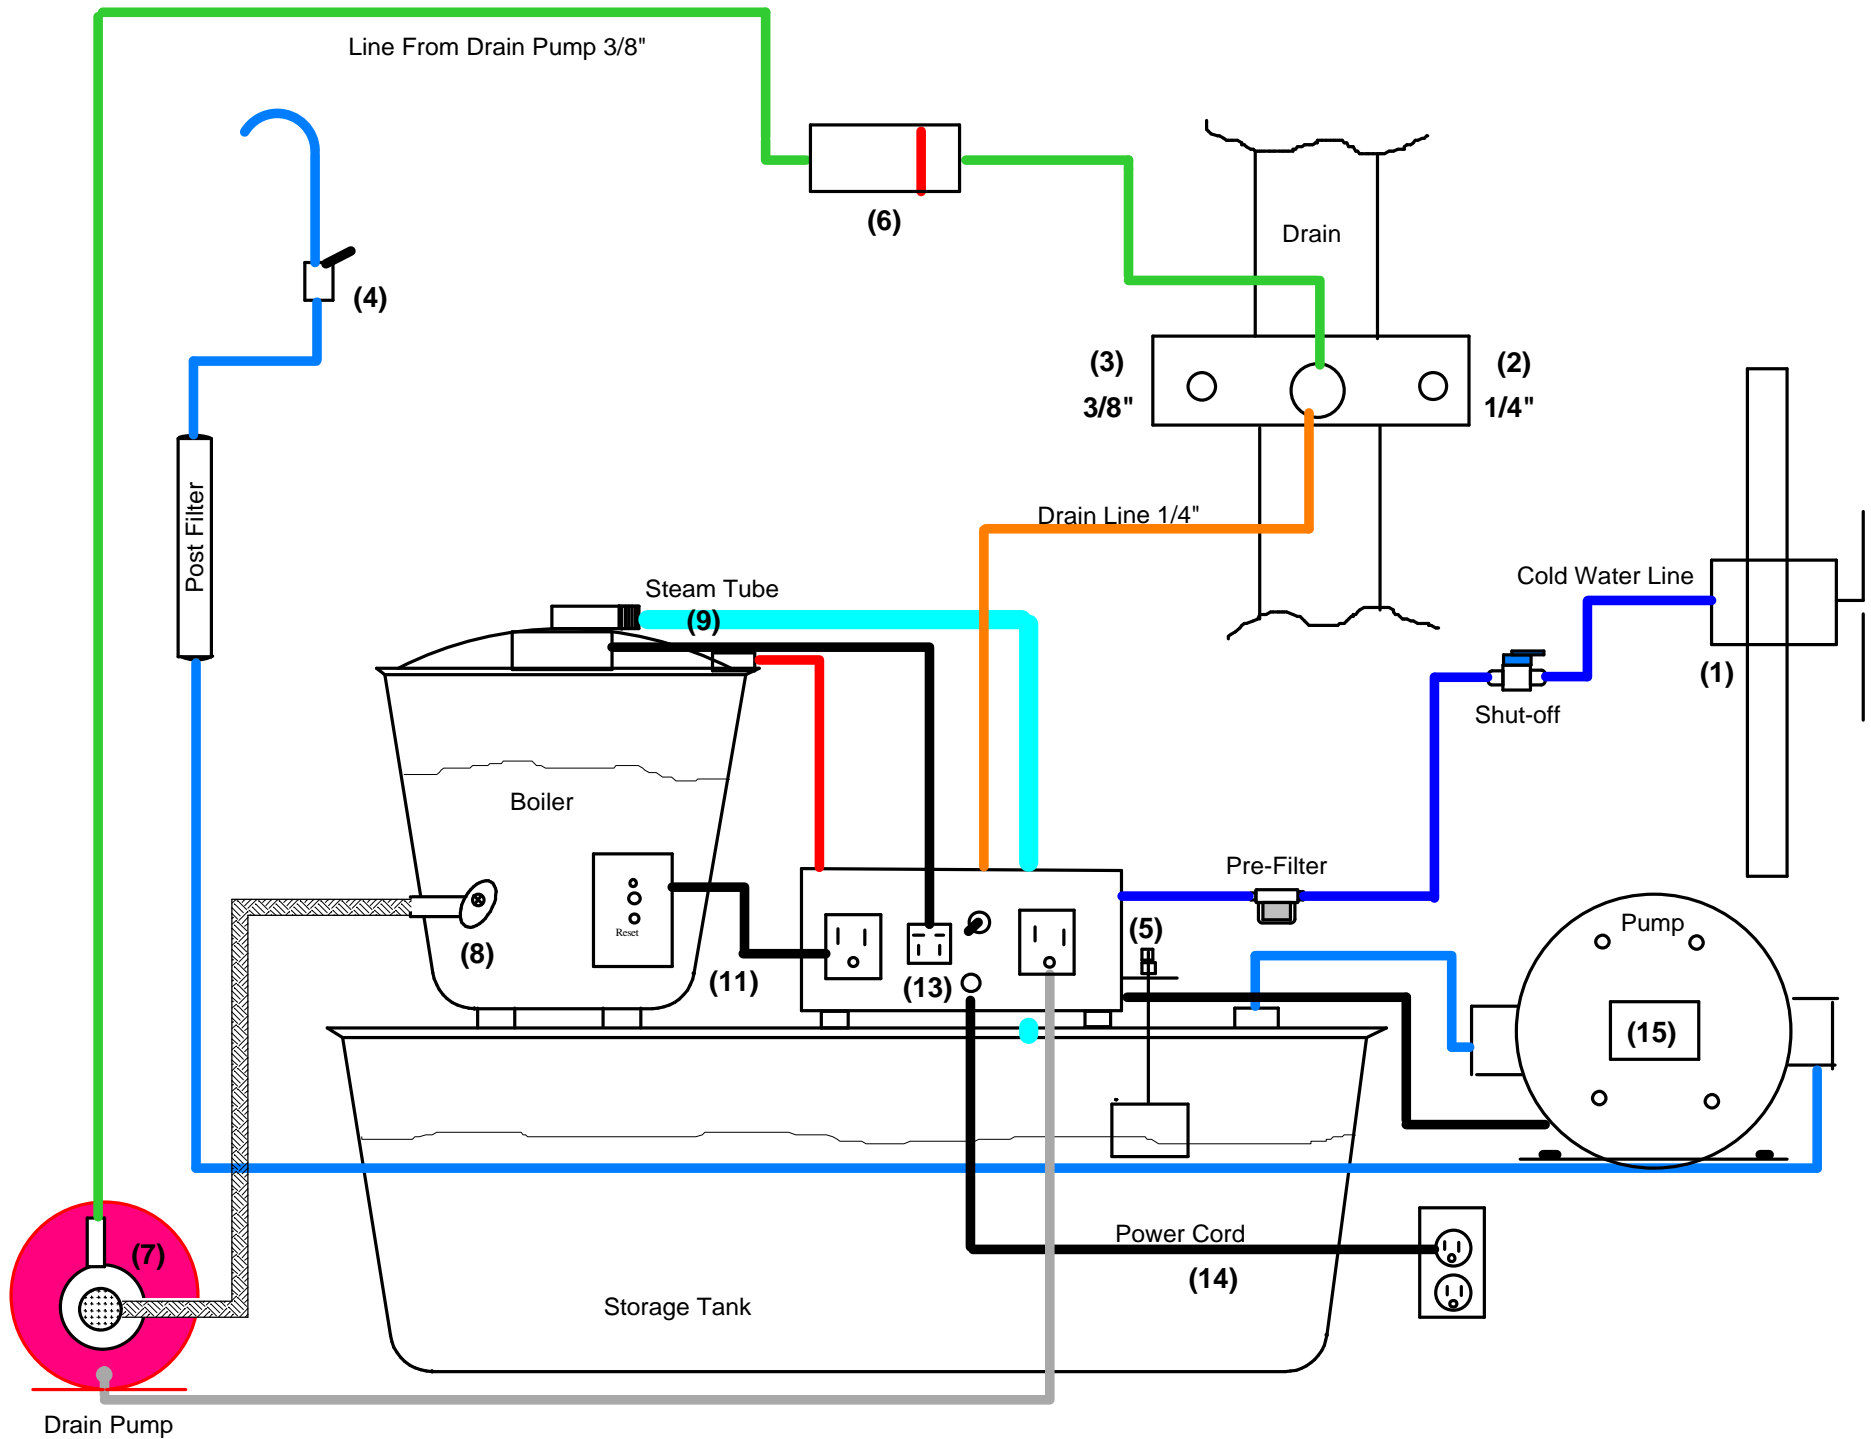 Line From Drain Pump 3/8"
(6)
Drain
(4)
(3)
3/8"
(2)
1/4"
Post Filter
Drain Line 1/4"
Steam Tube
(9)
Cold Water Line
(1)
Shut-off
Boiler
Pre-Filter
Reset
(8)
(11)
(13)
(5)
Pump
(15)
Power Cord
(14)
(7)
Storage Tank
Drain Pump